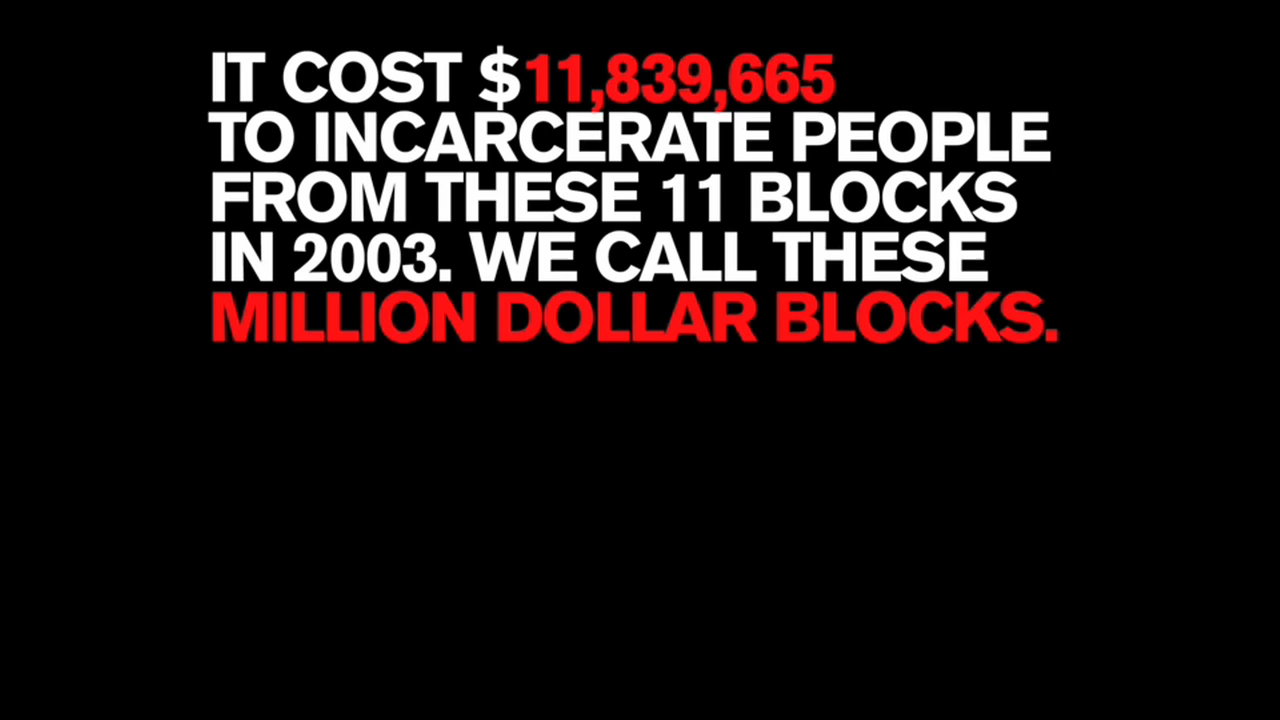 IT COST $11,839,665
TO INCARCERATE PEOPLE
FROM THESE 11 BLOCKS
IN 2003. WE CALL THESE
MILLION DOLLAR BLOCKS.